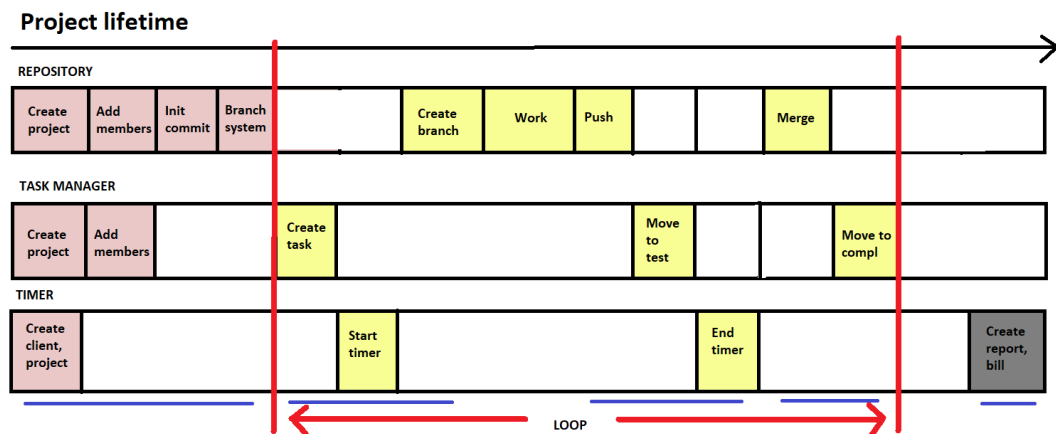 Project lifetime
REPOSITORY
Create
project
Add
members
Init
commit
Branch
system
Create
branch
Work
Push
Merge
TASK MANAGER
Create
project
Add
members
Create
task
Move
to
test
Move to
compl
TIMER
Create
client,
project
Start
timer
End
timer
Create
report,
bill
LOOP